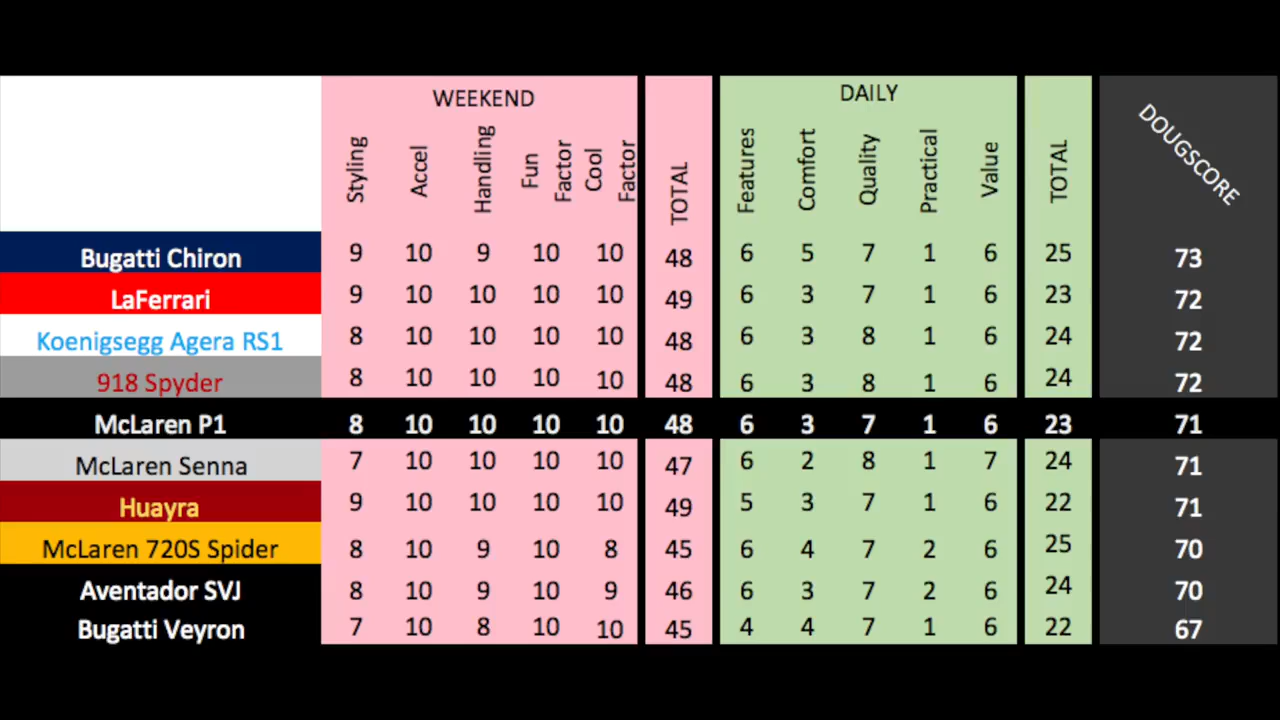 WEEKEND DAILY
Styling Accel Handling Fun Factor Cool Factor TOTAL Features Comfort Quality Practical Value TOTAL DOUGSCORE
Bugatti Chiron 9 10 9 10 10 48 6 5 7 1 6 25 73
LaFerrari 9 10 10 10 10 49 6 3 7 1 6 23 72
Koenigsegg Agera RS1 8 10 10 10 10 48 6 3 8 1 6 24 72
918 Spyder 8 10 10 10 10 48 6 3 8 1 6 24 72
McLaren P1 8 10 10 10 10 48 6 3 7 1 6 23 71
McLaren Senna 7 10 10 10 10 47 6 2 8 1 7 24 71
Huayra 9 10 10 10 10 49 5 3 7 1 6 22 71
McLaren 720S Spider 8 10 9 10 8 45 6 4 7 2 6 25 70
Aventador SVJ 8 10 9 10 9 46 6 3 7 2 6 24 70
Bugatti Veyron 7 10 8 10 10 45 4 4 7 1 6 22 67